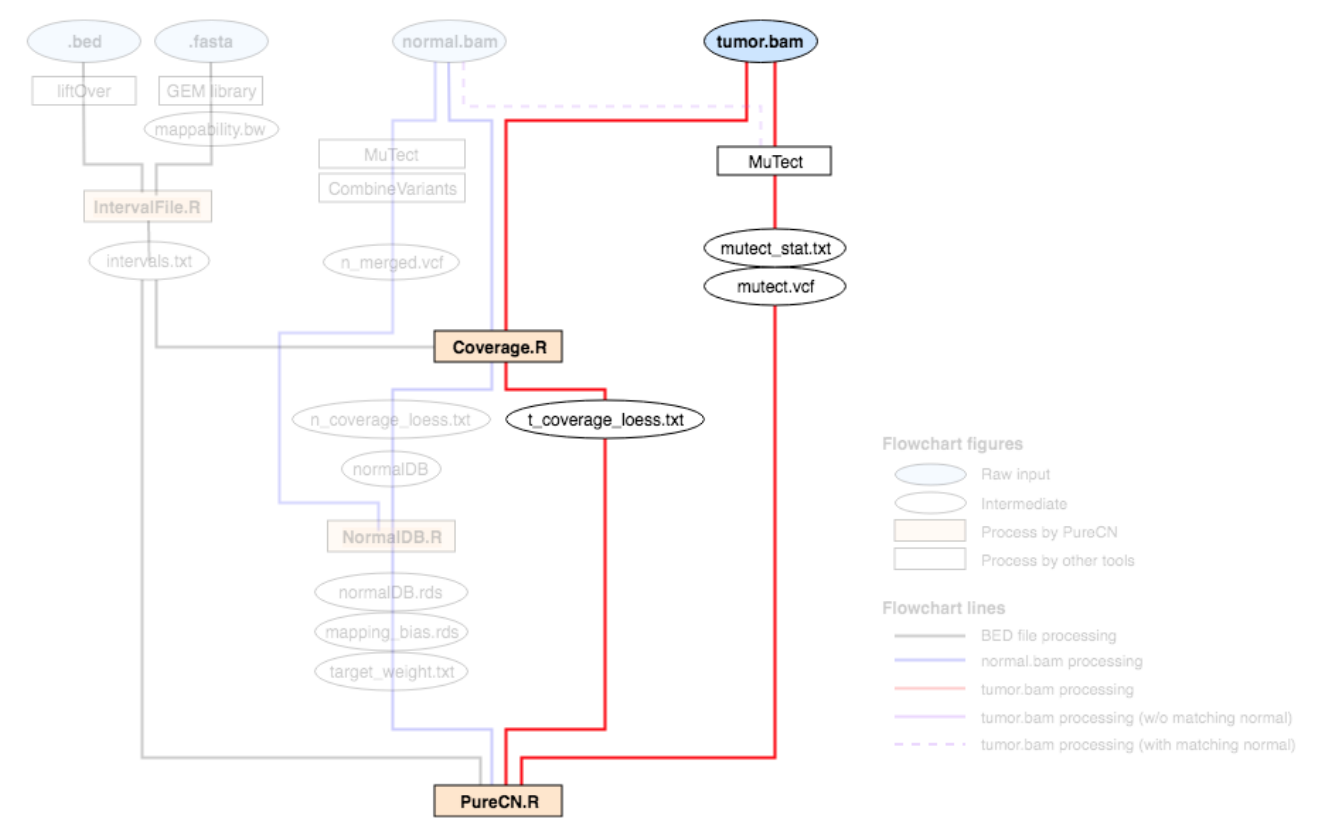 .bed
.fasta
normal.bam
tumor.bam
liftOver
GEM library
mappability.bw
MuTect
CombineVariants
MuTect
IntervalFile.R
intervals.txt
n_merged.vcf
mutect_stat.txt
mutect.vcf
Coverage.R
n_coverage_loess.txt
t_coverage_loess.txt
normalDB
NormalDB.R
normalDB.rds
mapping_bias.rds
target_weight.txt
PureCN.R
Flowchart figures
Raw input
Intermediate
Process by PureCN
Process by other tools
Flowchart lines
BED file processing
normal.bam processing
tumor.bam processing
tumor.bam processing (w/o matching normal)
tumor.bam processing (with matching normal)